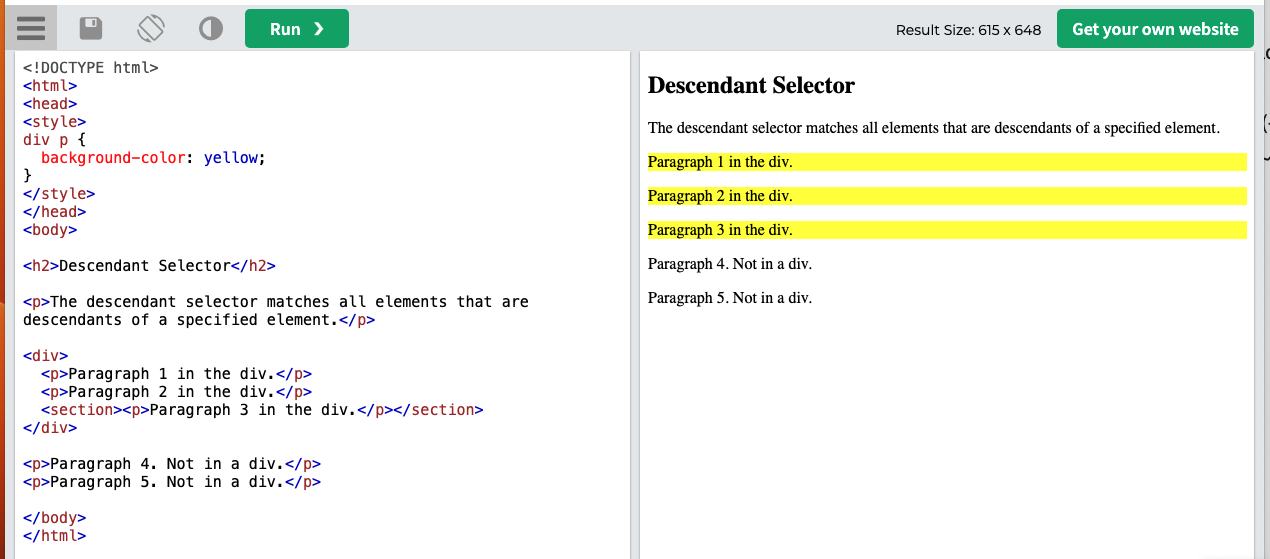 Run ❯
Result Size: 615 x 648
Get your own website
<!DOCTYPE html>
<html>
<head>
<style>
div p {
  background-color: yellow;
}
</style>
</head>
<body>

<h2>Descendant Selector</h2>

<p>The descendant selector matches all elements that are
descendants of a specified element.</p>

<div>
  <p>Paragraph 1 in the div.</p>
  <p>Paragraph 2 in the div.</p>
  <section><p>Paragraph 3 in the div.</p></section>
</div>

<p>Paragraph 4. Not in a div.</p>
<p>Paragraph 5. Not in a div.</p>

</body>
</html>
Descendant Selector
The descendant selector matches all elements that are descendants of a specified element.
Paragraph 1 in the div.
Paragraph 2 in the div.
Paragraph 3 in the div.
Paragraph 4. Not in a div.
Paragraph 5. Not in a div.